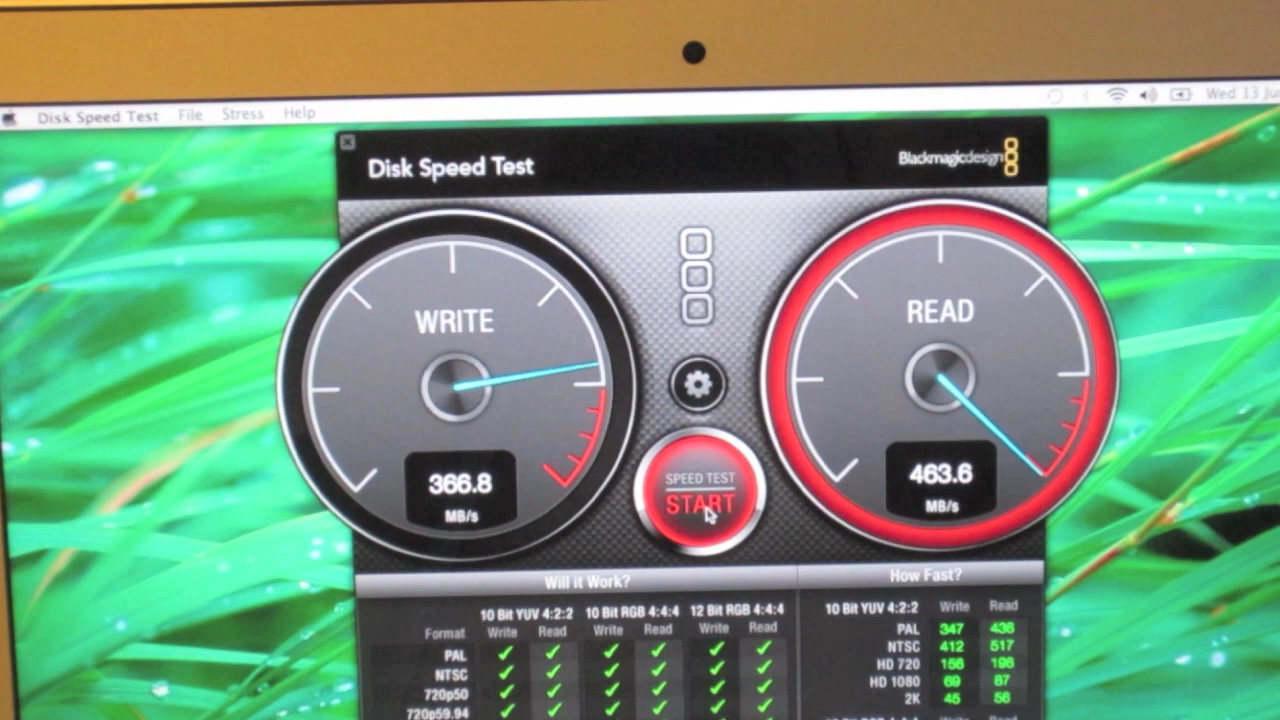 Disk Speed Test File Stress Help
Wed 13
Disk Speed Test
Blackmagicdesign
WRITE
366.8
MB/s
READ
463.6
MB/s
SPEED TEST
START
Will it Work?
10 Bit YUV 4:2:2 10 Bit RGB 4:4:4 12 Bit RGB 4:4:4
Format Write Read Write Read Write Read
PAL ✓ ✓ ✓ ✓ ✓ ✓
NTSC ✓ ✓ ✓ ✓ ✓ ✓
720p50 ✓ ✓ ✓ ✓ ✓ ✓
720p59.94 ✓ ✓ ✓ ✓ ✓ ✓
How Fast?
10 Bit YUV 4:2:2 Write Read
PAL 347 436
NTSC 412 517
HD 720 156 196
HD 1080 69 87
2K 45 56